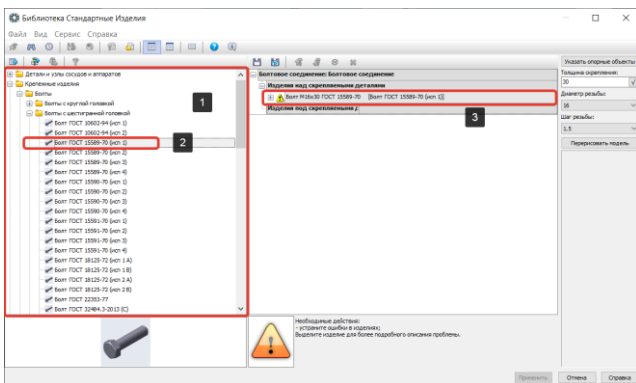 Библиотека Стандартные Изделия
Файл Вид Сервис Справка
Детали и узлы сосудов и аппаратов
Крепежные изделия
Болты
Болты с круглой головкой
Болты с шестигранной головкой
Болт ГОСТ 10602-94 (исп 1)
Болт ГОСТ 10602-94 (исп 2)
Болт ГОСТ 15589-70 (исп 1)
Болт ГОСТ 15589-70 (исп 2)
Болт ГОСТ 15589-70 (исп 3)
Болт ГОСТ 15589-70 (исп 4)
Болт ГОСТ 15590-70 (исп 1)
Болт ГОСТ 15590-70 (исп 2)
Болт ГОСТ 15590-70 (исп 3)
Болт ГОСТ 15590-70 (исп 4)
Болт ГОСТ 15591-70 (исп 1)
Болт ГОСТ 15591-70 (исп 2)
Болт ГОСТ 15591-70 (исп 3)
Болт ГОСТ 15591-70 (исп 4)
Болт ГОСТ 18125-72 (исп 1 А)
Болт ГОСТ 18125-72 (исп 1 В)
Болт ГОСТ 18125-72 (исп 2 А)
Болт ГОСТ 18125-72 (исп 2 В)
Болт ГОСТ 22353-77
Болт ГОСТ 32484.3-2013 (С)
1
2
Болтовое соединение: Болтовое соединение
Изделия над скрепляемыми деталями
Болт М16х30 ГОСТ 15589-70 [Болт ГОСТ 15589-70 (исп 1)]
Изделия под скрепляемыми д
3
Указать опорные объекты
Толщина скрепления:
30
Диаметр резьбы:
16
Шаг резьбы:
1.5
Перерисовать модель
Необходимые действия:
- устраните ошибки в изделиях;
Выделите изделие для более подробного описания проблемы.
Применить Отмена Справка